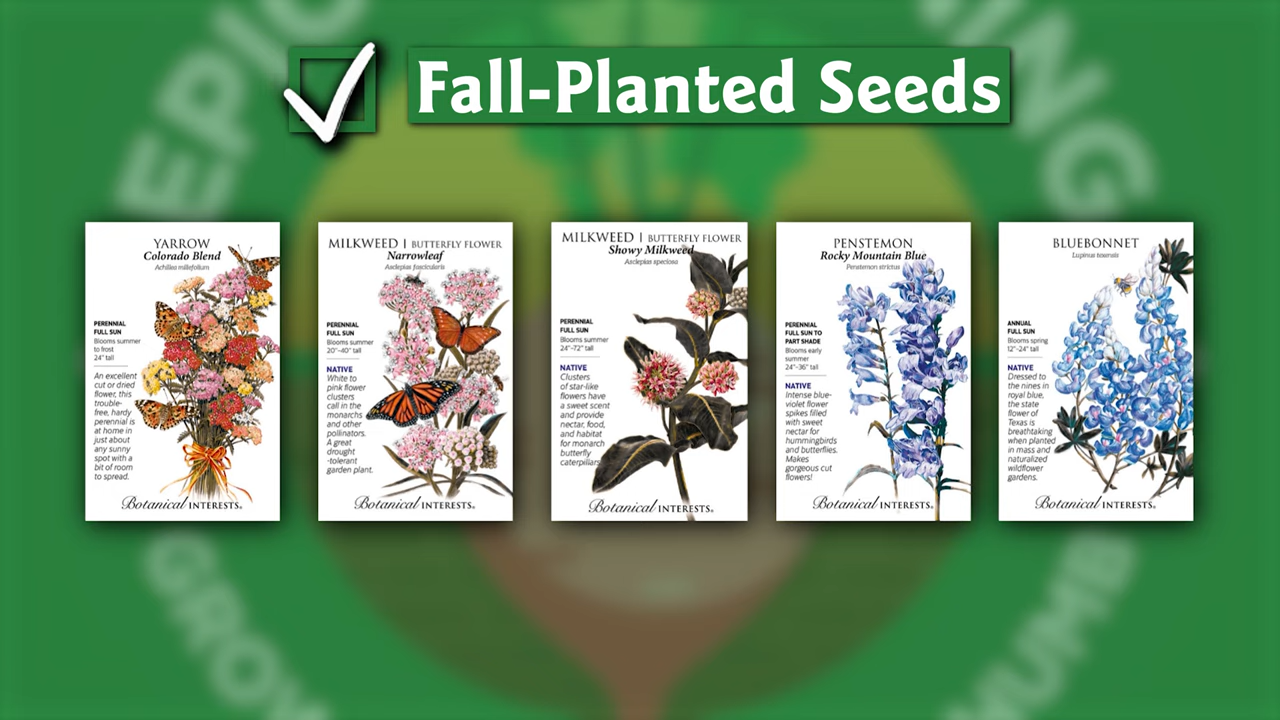 EPIC
NING
Fall-Planted Seeds
YARROW
Colorado Blend
Achillea millefolium
PERENNIAL
FULL SUN
Blooms summer
to frost
24" tall
An excellent
cut or dried
flower, this
trouble-
free, hardy
perennial is
at home in
just about
any sunny
spot with a
bit of room
to spread.
Botanical INTERESTS®
MILKWEED | BUTTERFLY FLOWER
Narrowleaf
Asclepias fascicularis
PERENNIAL
FULL SUN
Blooms summer
20"–40" tall
NATIVE
White to
pink flower
clusters
call in the
monarchs
and other
pollinators.
A great
drought
-tolerant
garden plant.
Botanical INTERESTS®
MILKWEED | BUTTERFLY FLOWER
Showy Milkweed
Asclepias speciosa
PERENNIAL
FULL SUN
Blooms summer
24"-72" tall
NATIVE
Clusters
of star-like
flowers have
a sweet scent
and provide
nectar, food,
and habitat
for monarch
butterfly
caterpillars
Botanical INTERESTS®
PENSTEMON
Rocky Mountain Blue
Penstemon strictus
PERENNIAL
FULL SUN TO
PART SHADE
Blooms early
summer
24"–36" tall
NATIVE
Intense blue-
violet flower
spikes filled
with sweet
nectar for
hummingbirds
and butterflies.
Makes
gorgeous cut
flowers!
Botanical INTERESTS®
BLUEBONNET
Lupinus texensis
ANNUAL
FULL SUN
Blooms spring
12"–24" tall
NATIVE
Dressed to
the nines in
royal blue,
the state
flower of
Texas is
breathtaking
when planted
in mass and
naturalized
wildflower
gardens.
Botanical INTERESTS®
GROW
HUMB